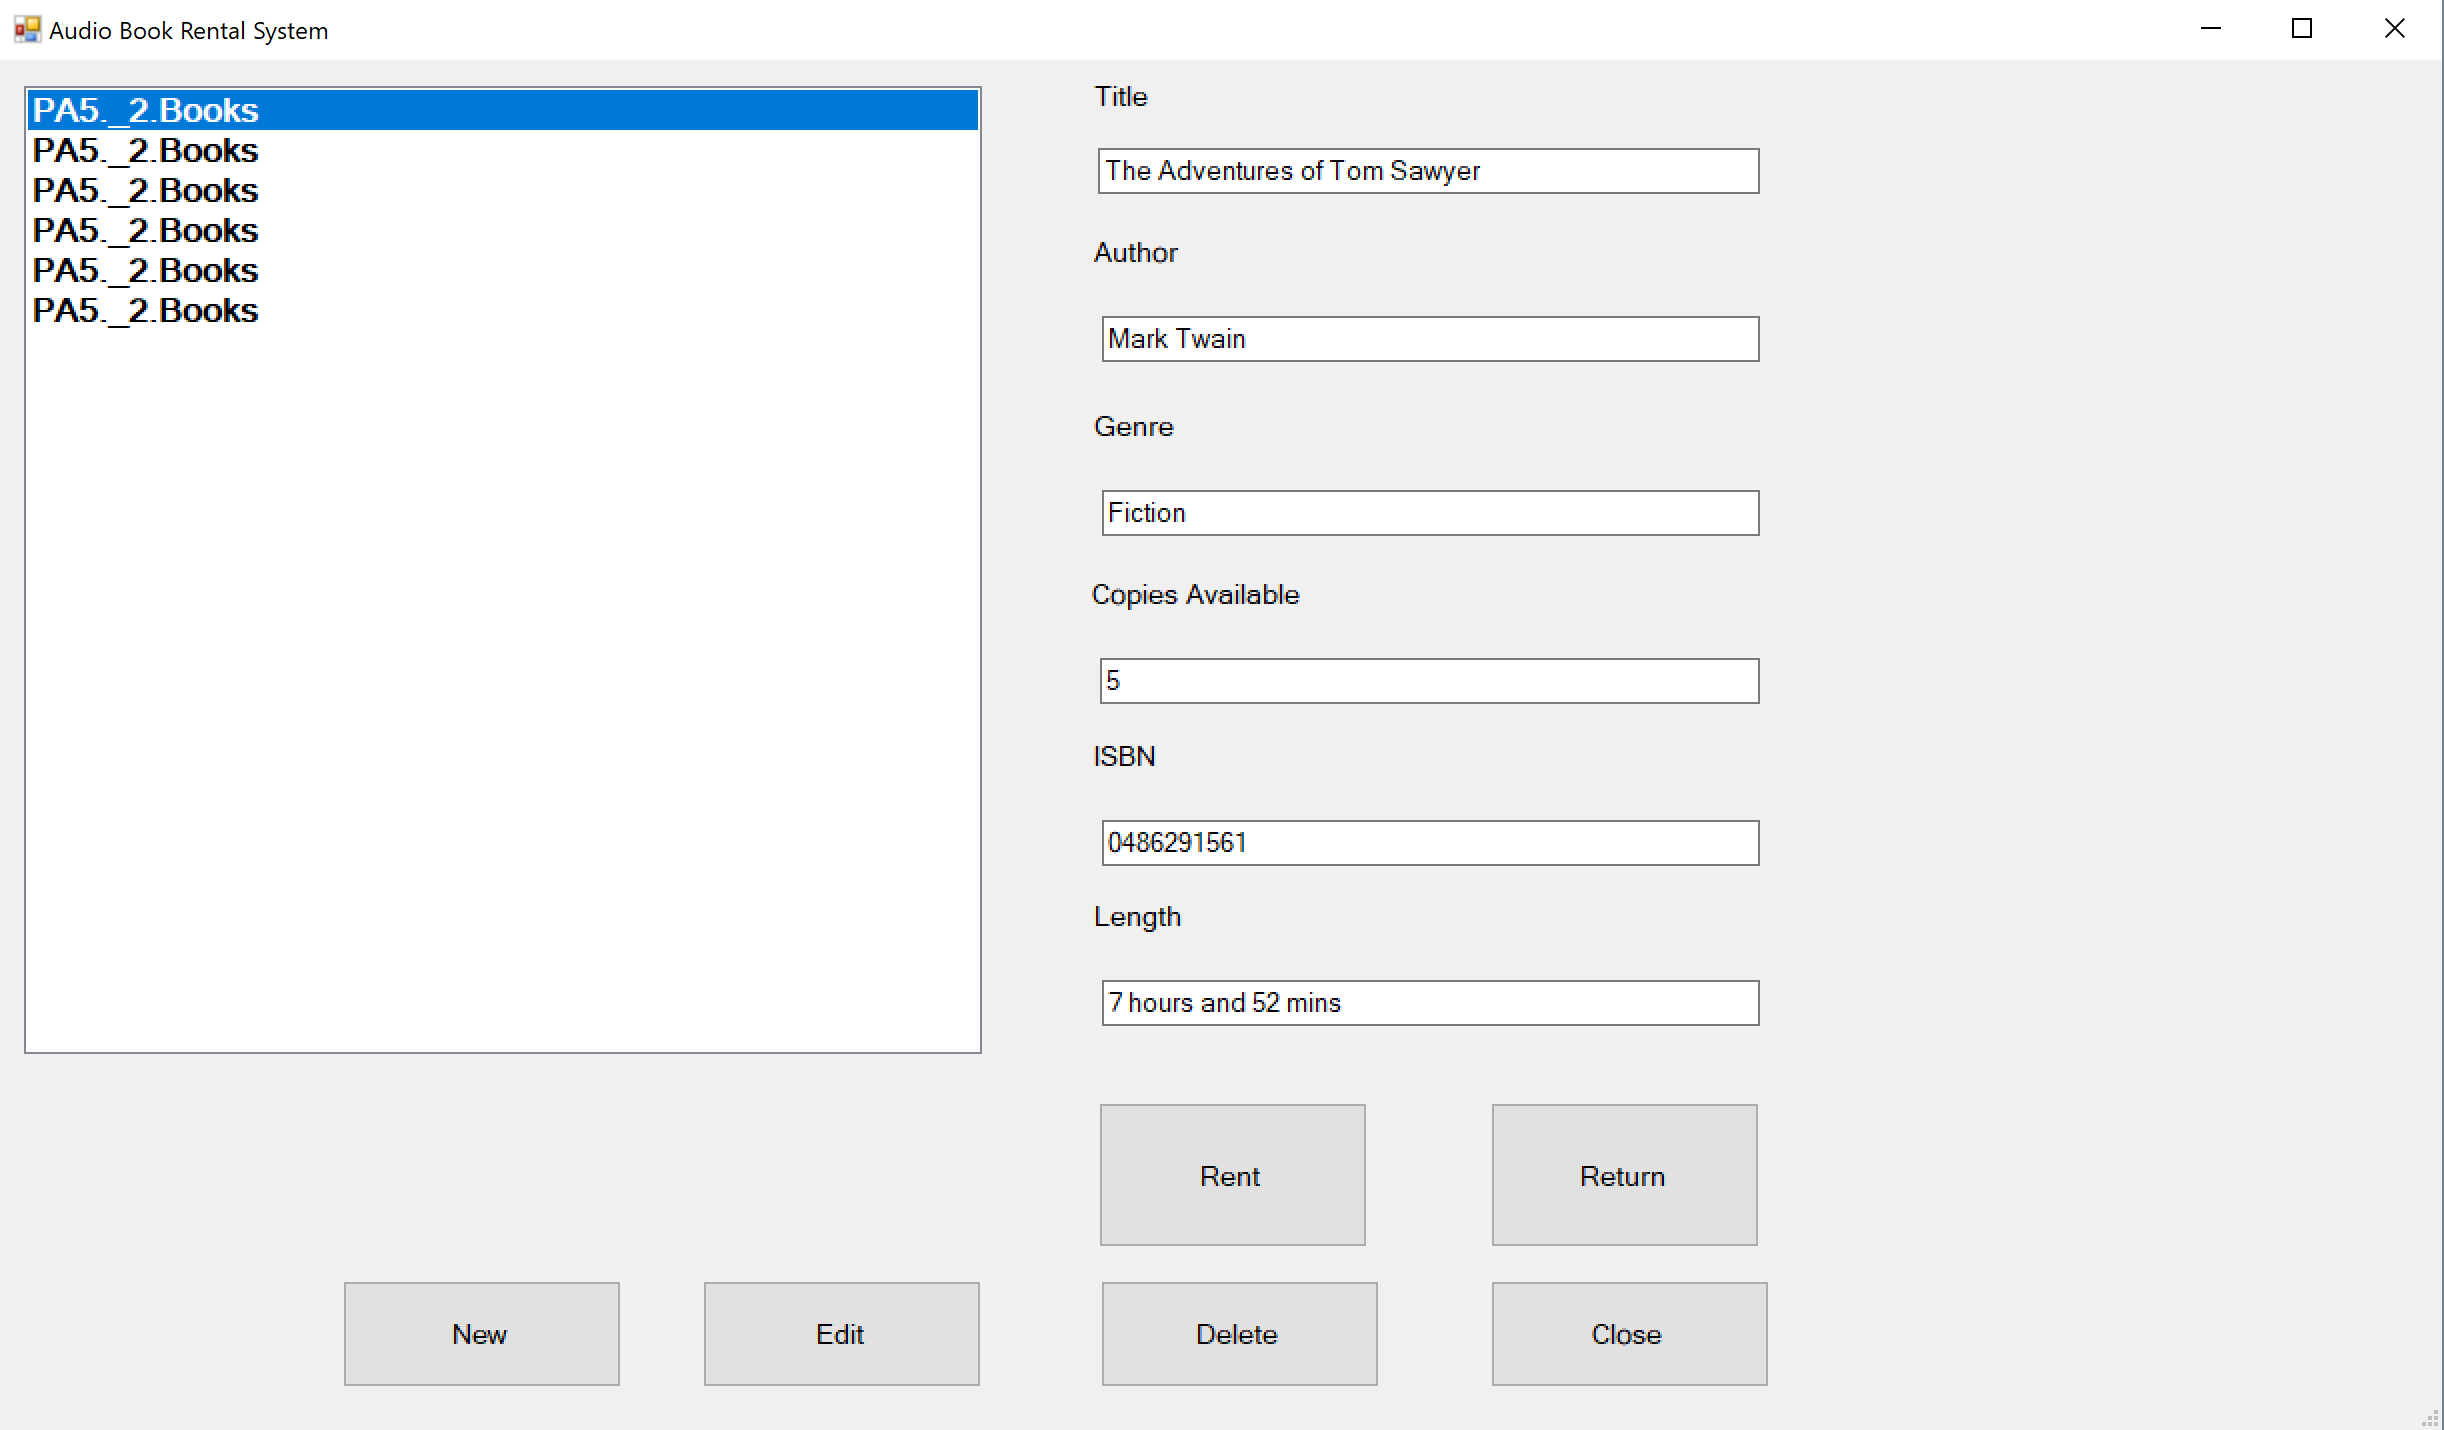 Audio Book Rental System
PA5._2.Books
PA5._2.Books
PA5._2.Books
PA5._2.Books
PA5._2.Books
PA5._2.Books
Title
The Adventures of Tom Sawyer
Author
Mark Twain
Genre
Fiction
Copies Available
5
ISBN
0486291561
Length
7 hours and 52 mins
Rent
Return
New
Edit
Delete
Close